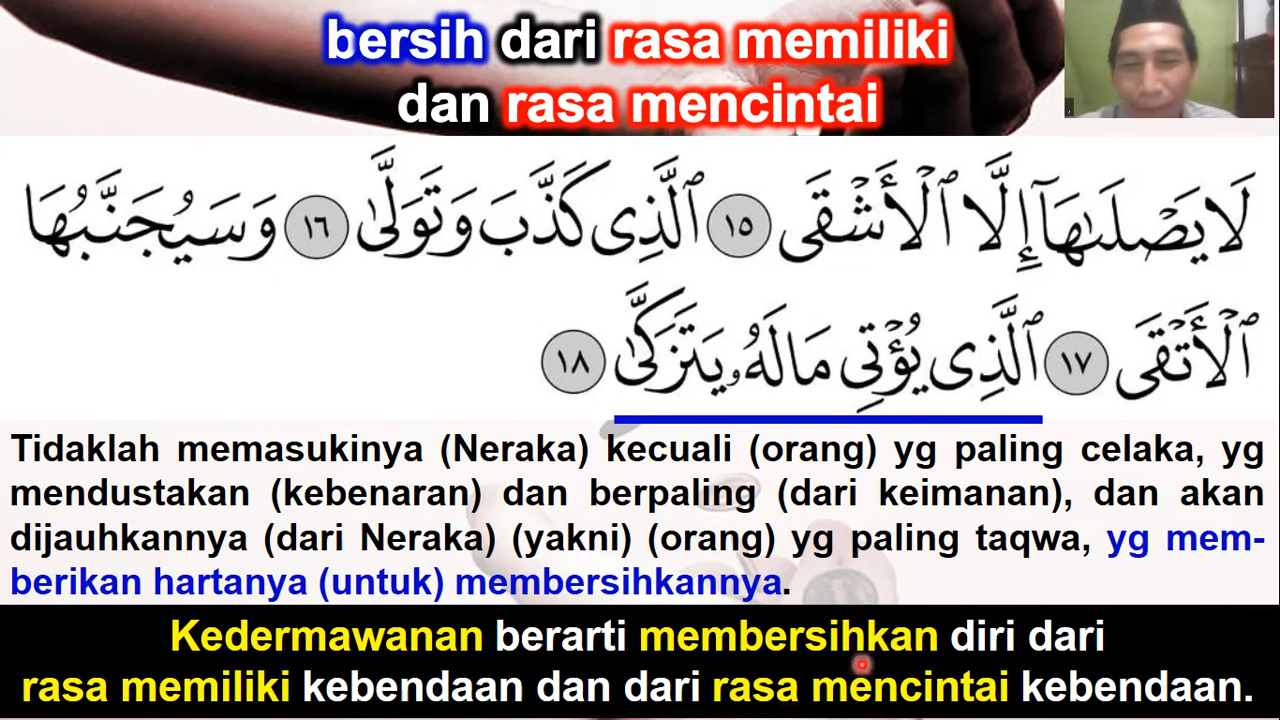 bersih dari rasa memiliki
dan rasa mencintai
لَا يَصْلَىٰهَآ إِلَّا ٱلْأَشْقَى ١٥ ٱلَّذِى كَذَّبَ وَتَوَلَّىٰ ١٦ وَسَيُجَنَّبُهَا
ٱلْأَتْقَى ١٧ ٱلَّذِى يُؤْتِى مَالَهُۥ يَتَزَكَّىٰ ١٨
Tidaklah memasukinya (Neraka) kecuali (orang) yg paling celaka, yg
mendustakan (kebenaran) dan berpaling (dari keimanan), dan akan
dijauhkannya (dari Neraka) (yakni) (orang) yg paling taqwa, yg mem-
berikan hartanya (untuk) membersihkannya.
Kedermawanan berarti membersihkan diri dari
rasa memiliki kebendaan dan dari rasa mencintai kebendaan.